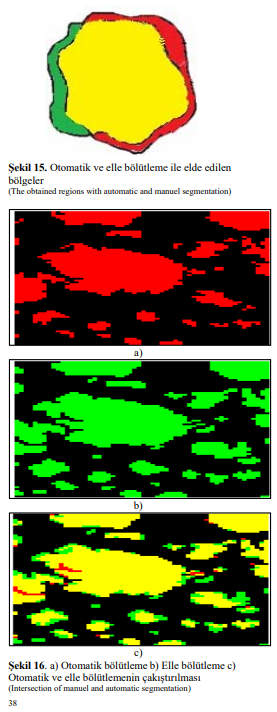 Şekil 15. Otomatik ve elle bölütleme ile elde edilen
bölgeler
(The obtained regions with automatic and manuel segmentation)
a)
b)
c)
Şekil 16. a) Otomatik bölütleme b) Elle bölütleme c)
Otomatik ve elle bölütlemenin çakıştırılması
(Intersection of manuel and automatic segmentation)
38